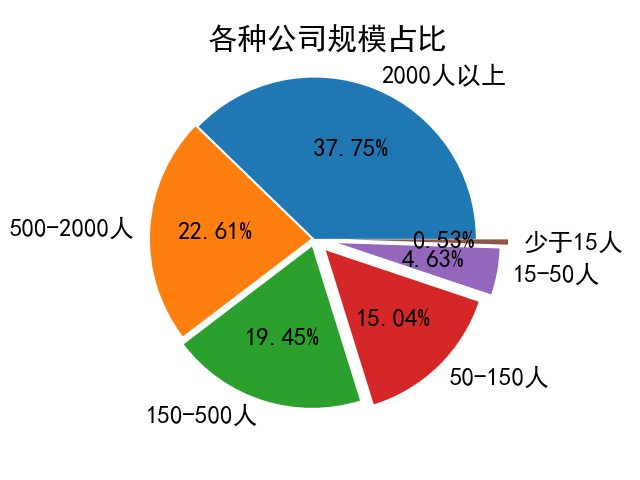 各种公司规模占比
2000人以上
37.75%
500-2000人
22.61%
0.53%
少于15人
4.63%
15-50人
15.04%
19.45%
50-150人
150-500人